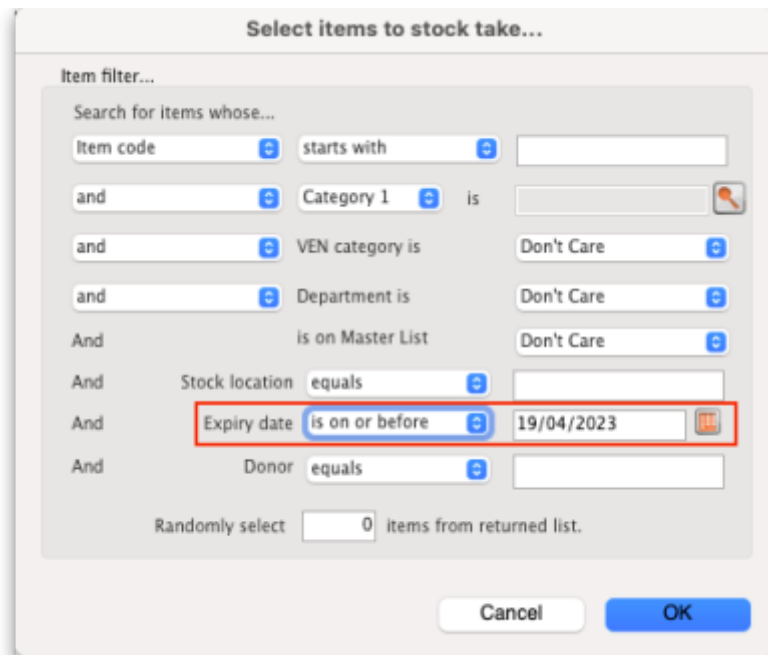 Select items to stock take...
Item filter...
Search for items whose...
Item code starts with
and Category 1 is
and VEN category is Don't Care
and Department is Don't Care
And is on Master List Don't Care
And Stock location equals
And Expiry date is on or before 19/04/2023
And Donor equals
Randomly select 0 items from returned list.
Cancel OK